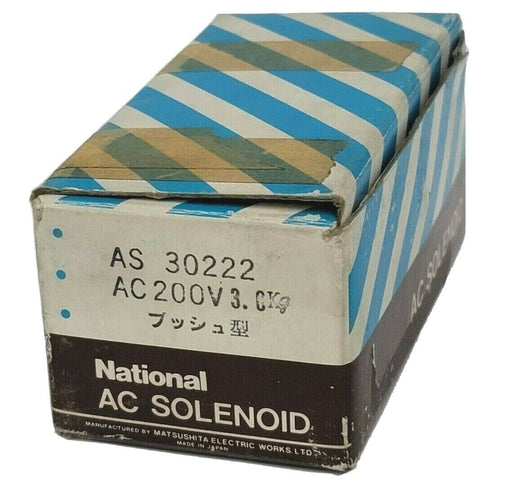 AS 30222
AC200V 3.0Kg
プッシュ型
National
AC SOLENOID
MANUFACTURED BY MATSUSHITA ELECTRIC WORKS.LTD.
MADE IN JAPAN
AC SOLENOID